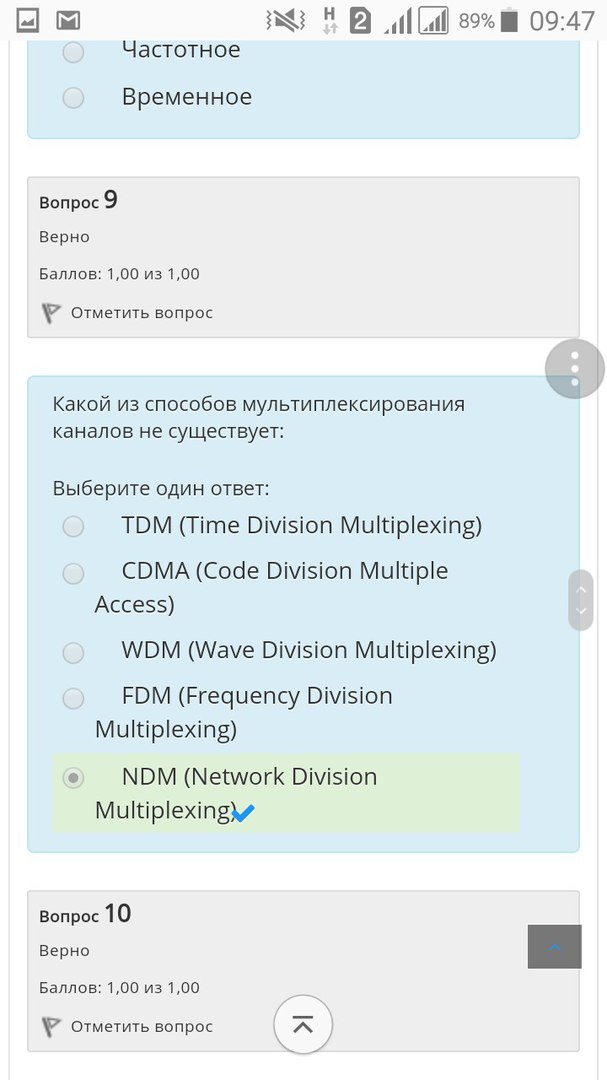 H 2 89% 09:47
Частотное
Временное
Вопрос 9
Верно
Баллов: 1,00 из 1,00
Отметить вопрос
Какой из способов мультиплексирования
каналов не существует:
Выберите один ответ:
TDM (Time Division Multiplexing)
CDMA (Code Division Multiple
Access)
WDM (Wave Division Multiplexing)
FDM (Frequency Division
Multiplexing)
NDM (Network Division
Multiplexing)
Вопрос 10
Верно
Баллов: 1,00 из 1,00
Отметить вопрос